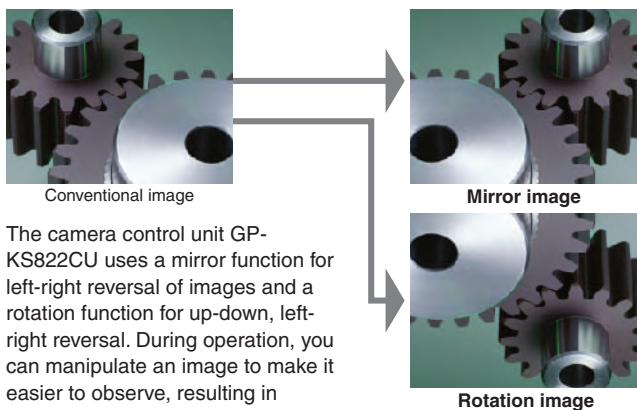 Conventional image
Mirror image
The camera control unit GP-
KS822CU uses a mirror function for
left-right reversal of images and a
rotation function for up-down, left-
right reversal. During operation, you
can manipulate an image to make it
easier to observe, resulting in
Rotation image